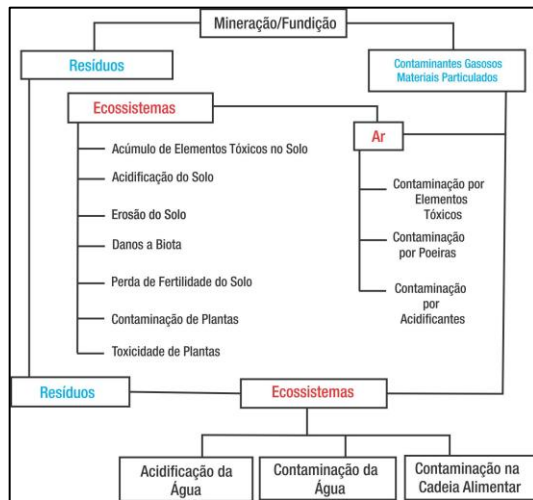 Mineração/Fundição
Resíduos
Contaminantes Gasosos
Materiais Particulados
Ecossistemas
Ar
Acúmulo de Elementos Tóxicos no Solo
Acidificação do Solo
Erosão do Solo
Danos a Biota
Perda de Fertilidade do Solo
Contaminação de Plantas
Toxicidade de Plantas
Contaminação por
Elementos
Tóxicos
Contaminação
por Poeiras
Contaminação
por
Acidificantes
Resíduos
Ecossistemas
Acidificação da
Água
Contaminação da
Água
Contaminação na
Cadeia Alimentar